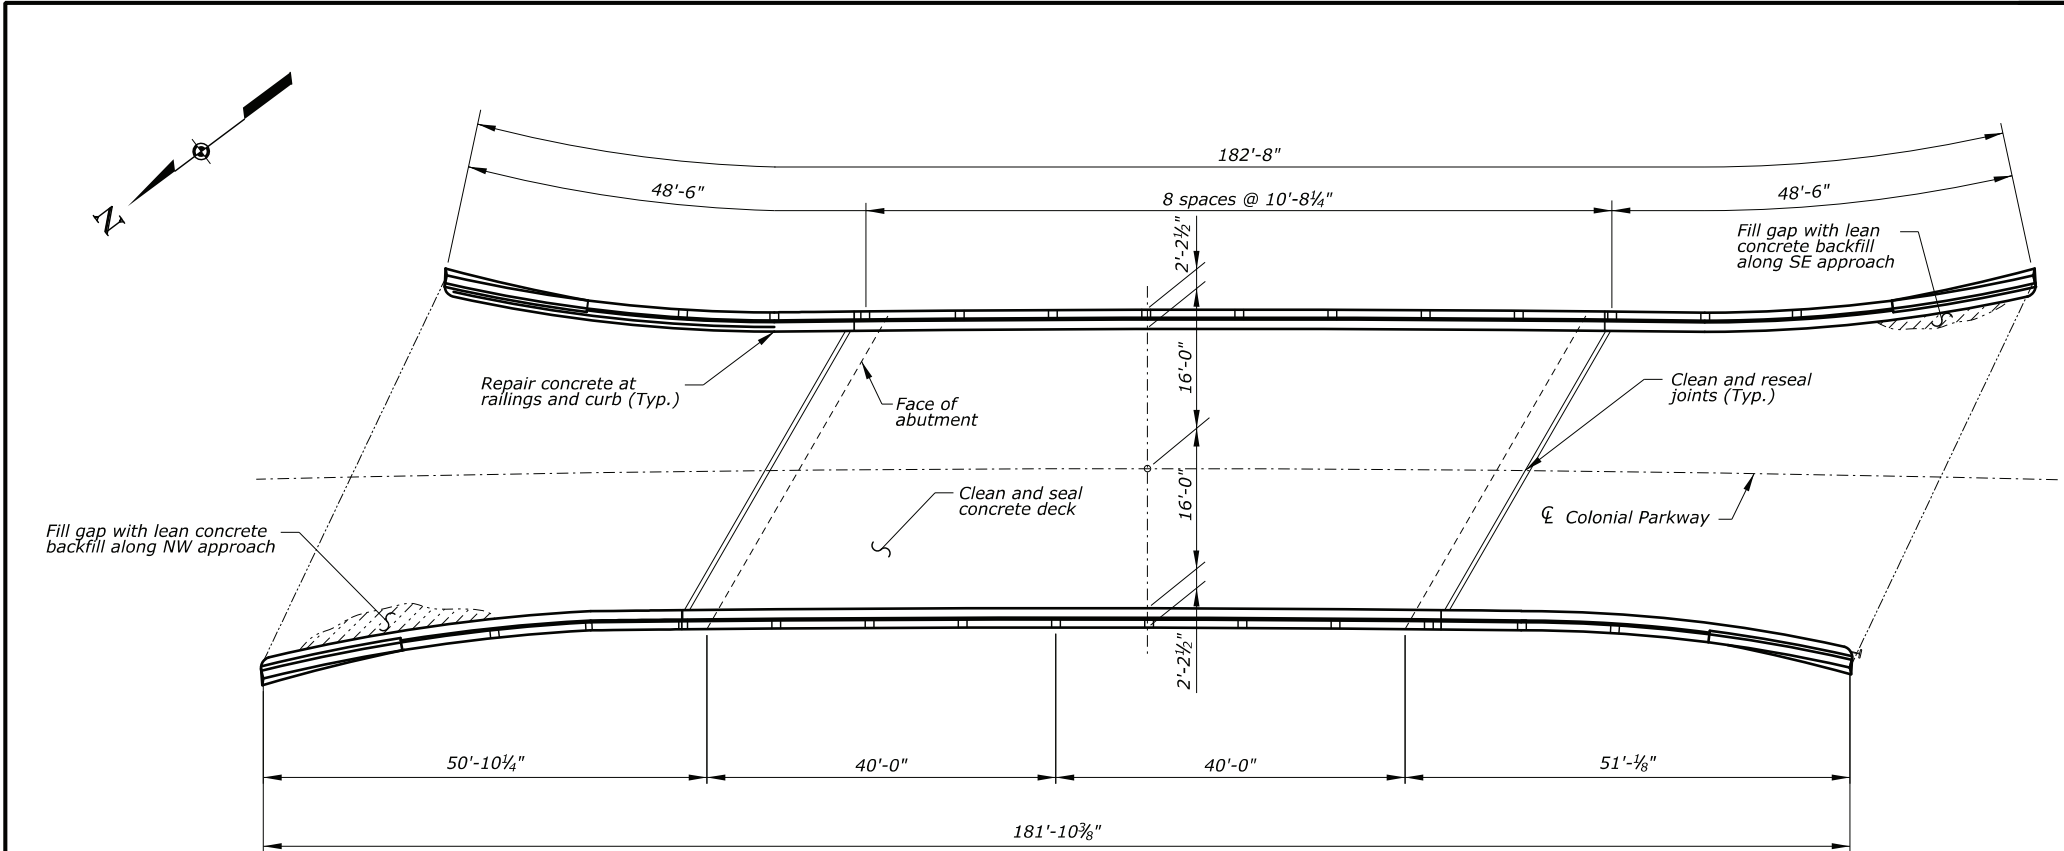 182'-8"
48'-6"
8 spaces @ 10'-8¼"
48'-6"
2'-2½"
Fill gap with lean
concrete backfill
along SE approach
N
16'-0"
Repair concrete at
railings and curb (Typ.)
Face of
abutment
Clean and reseal
joints (Typ.)
16'-0"
Clean and seal
concrete deck
℄ Colonial Parkway
Fill gap with lean concrete
backfill along NW approach
2'-2½"
50'-10¼"
40'-0"
40'-0"
51'-⅛"
181'-10⅜"